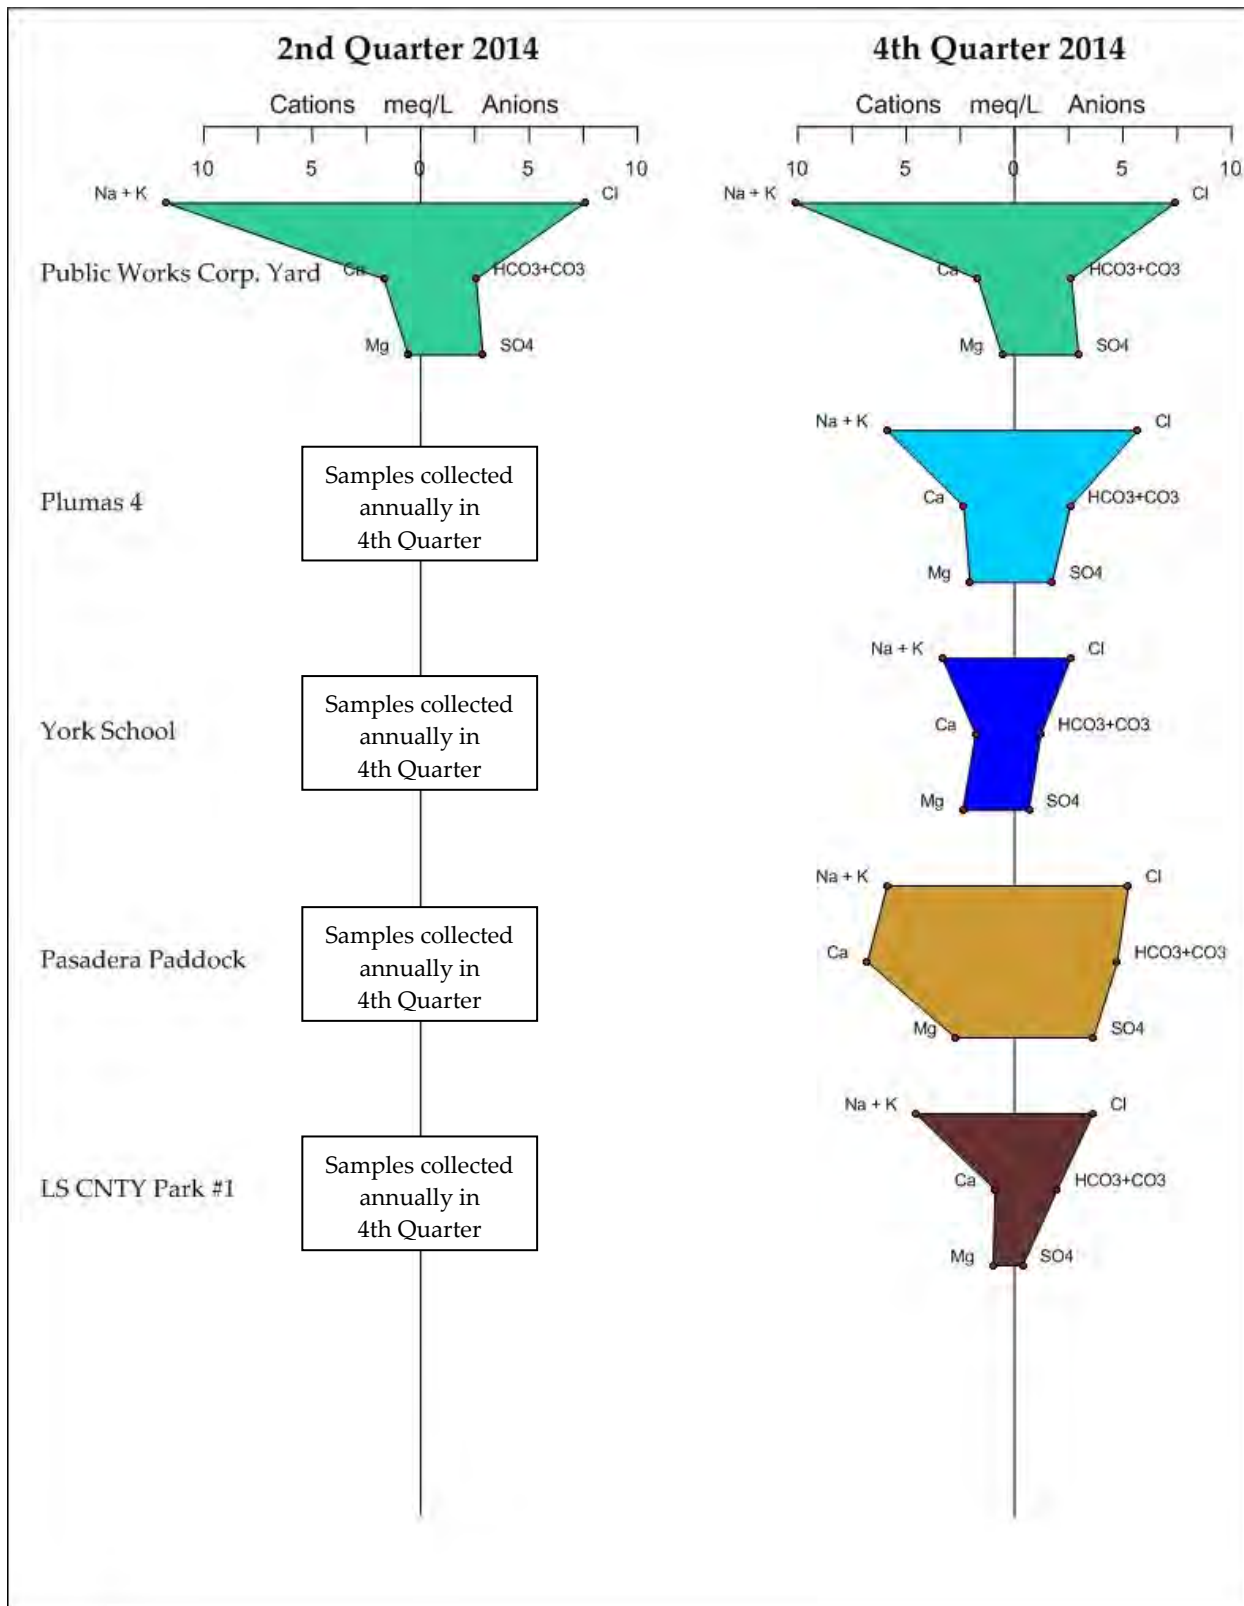 2nd Quarter 2014
4th Quarter 2014
Cations meq/L Anions
Cations meq/L Anions
10 5 0 5 10
10 5 0 5 10
Na + K Cl
Na + K Cl
Public Works Corp. Yard
Ca HCO3+CO3
Ca HCO3+CO3
Mg SO4
Mg SO4
Na + K Cl
Plumas 4
Samples collected
annually in
4th Quarter
Ca HCO3+CO3
Mg SO4
Na + K Cl
York School
Samples collected
annually in
4th Quarter
Ca HCO3+CO3
Mg SO4
Na + K Cl
Pasadera Paddock
Samples collected
annually in
4th Quarter
Ca HCO3+CO3
Mg SO4
Na + K Cl
LS CNTY Park #1
Samples collected
annually in
4th Quarter
Ca HCO3+CO3
Mg SO4